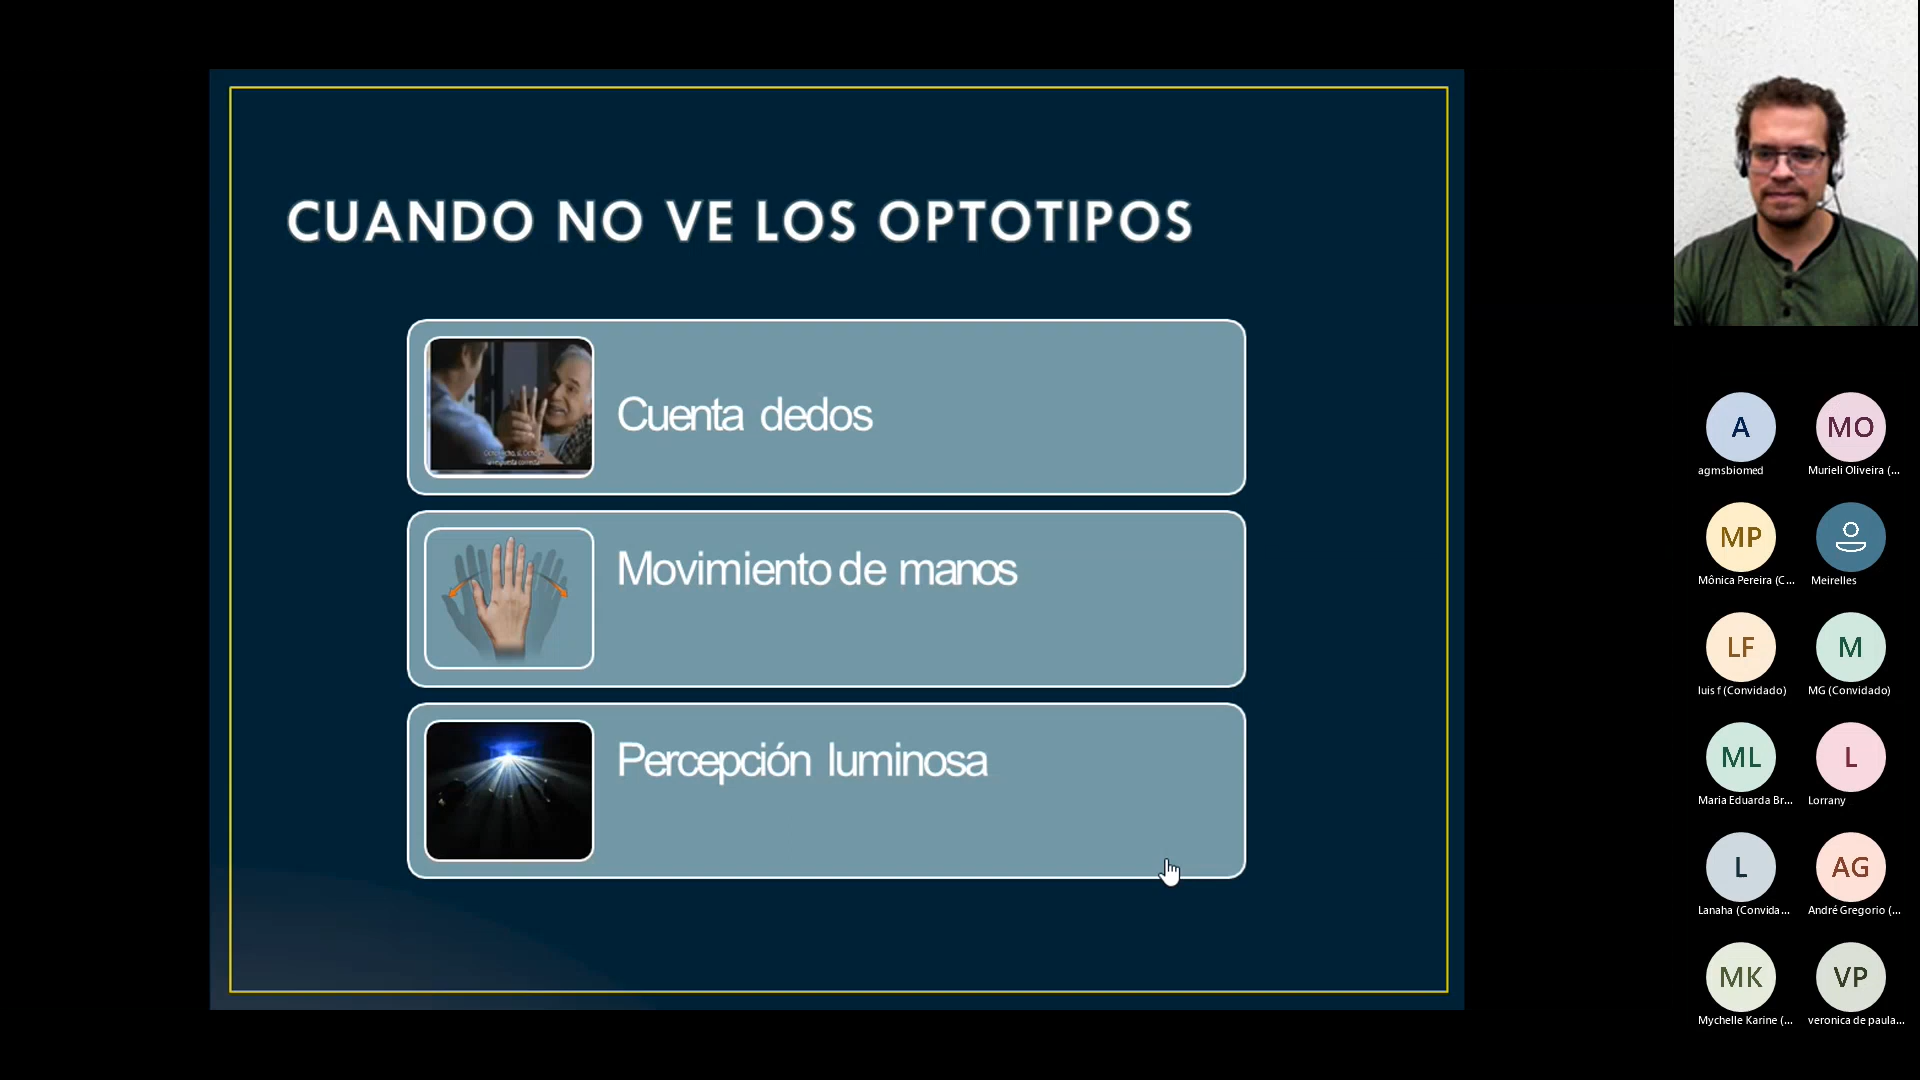 CUANDO NO VE LOS OPTOTIPOS
Cuenta dedos
Movimiento de manos
Percepción luminosa
A
agmsbiomed
MO
Murieli Oliveira (...
MP
Mônica Pereira (C...
Meirelles
LF
luis f (Convidado)
M
MG (Convidado)
ML
Maria Eduarda Br...
L
Lorrany
L
Lanaha (Convida...
AG
André Gregorio (...
MK
Mychelle Karine (...
VP
veronica de paula...